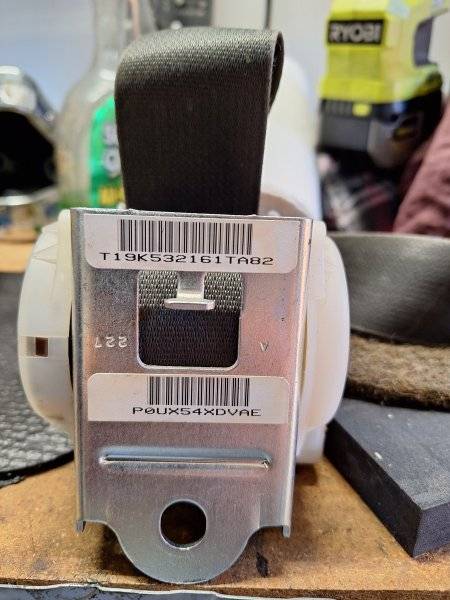 RYOBI
T19K532161TA82
227
A
P0UX54XDVAE